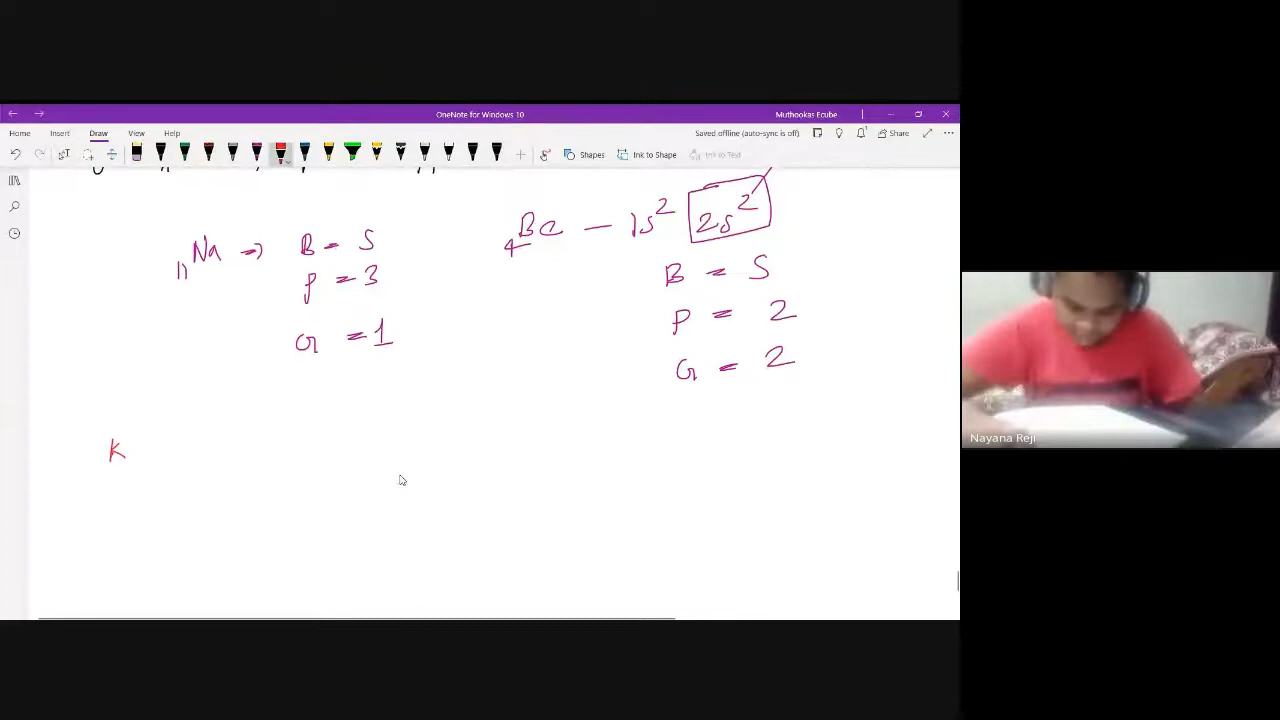 OneNote for Windows 10
Muthookas Ecube
Home Insert Draw View Help
Saved offline (auto-sync is off)
Share
Shapes
Ink to Shape
Ink to Text
11Na => B = S
P = 3
G = 1
4Be - 1s² 2s²
B = S
P = 2
G = 2
K
Nayana Reji